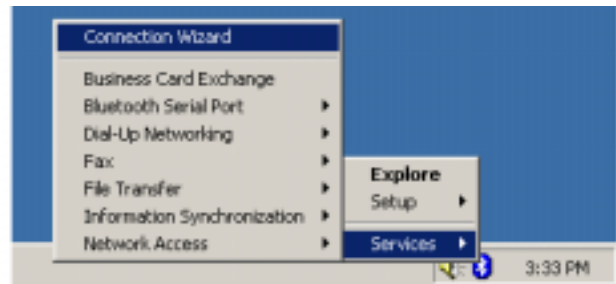 Connection Wizard
Business Card Exchange
Bluetooth Serial Port
Dial-Up Networking
Fax
File Transfer
Information Synchronization
Network Access
Explore
Setup
Services
3:33 PM